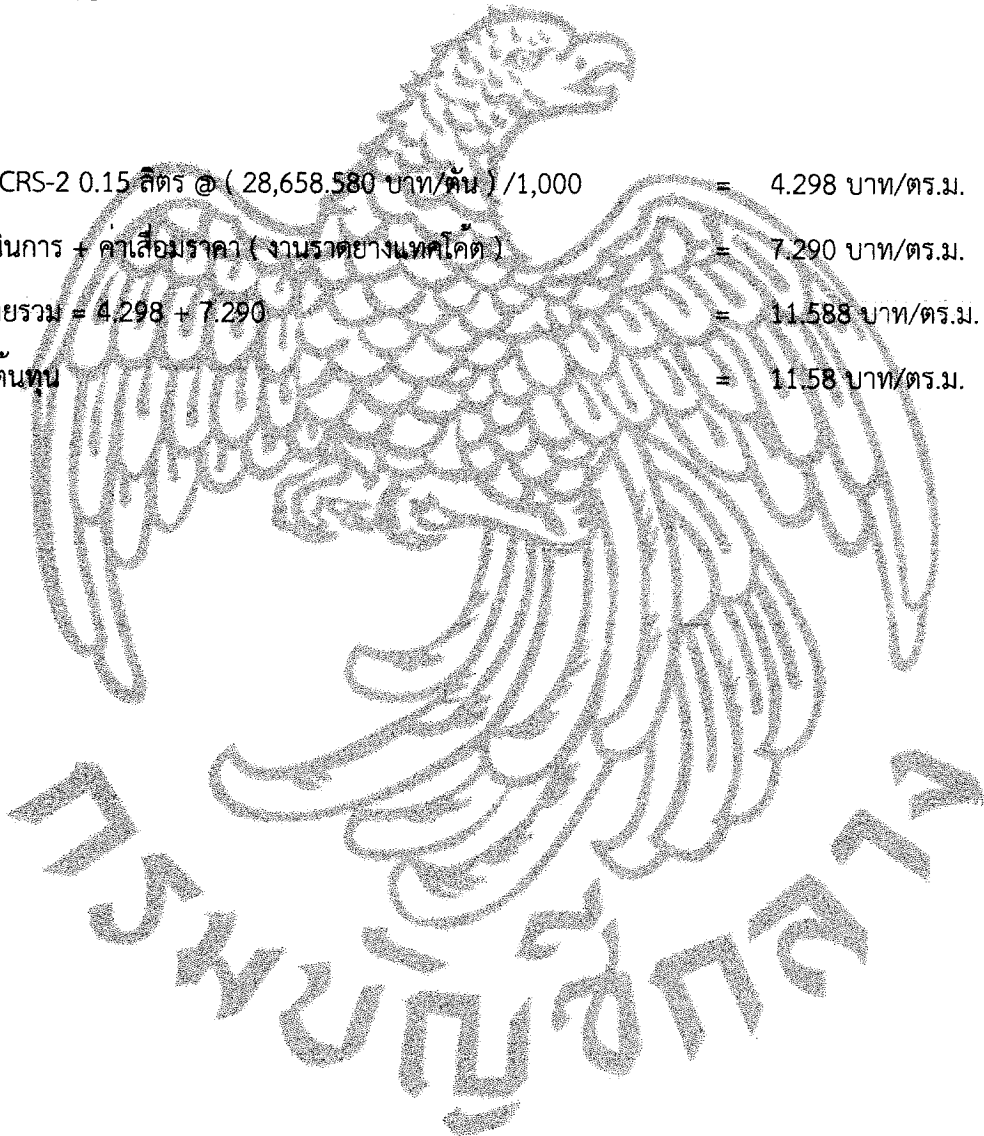 CRS-2 0.15 ลิตร @ ( 28,658.580 บาท/ตัน ) /1,000 = 4.298 บาท/ตร.ม.
นินการ + ค่าเสื่อมราคา ( งานราดยางแทคโค้ต ) = 7.290 บาท/ตร.ม.
ยรวม = 4.298 + 7.290 = 11.588 บาท/ตร.ม.
ต้นทุน = 11.58 บาท/ตร.ม.
กรมบัญชีกลาง